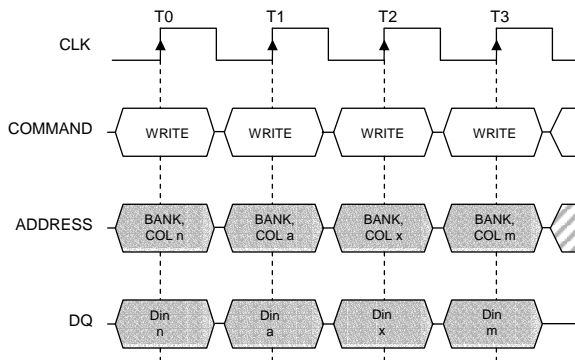 T0 T1 T2 T3
CLK
COMMAND WRITE WRITE WRITE WRITE
ADDRESS
BANK, BANK, BANK, BANK,
COL n COL a COL x COL m
DQ
Din Din Din Din
n a x m